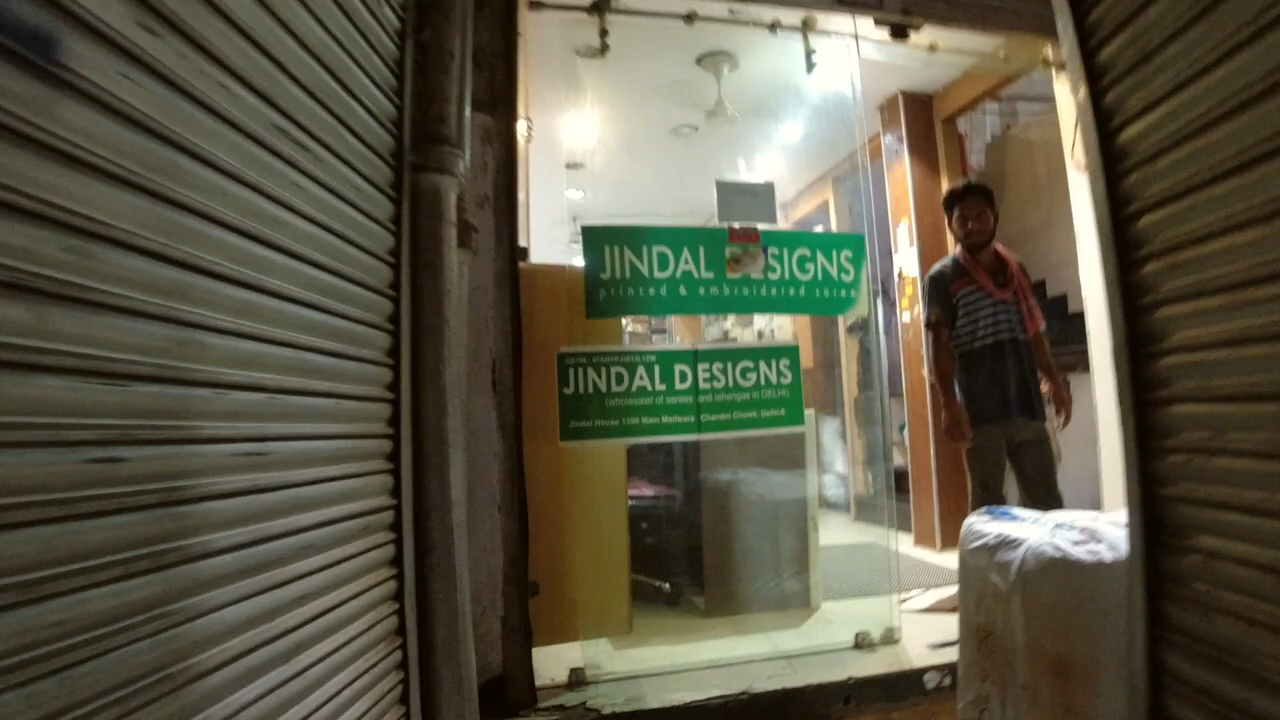 JINDAL DESIGNS
printed & embroidered saree
JINDAL DESIGNS
(wholesaler of sarees and lehengas in DELHI)
Jindal House 1396 Main Maliwara Chandni Chowk, Delhi-6